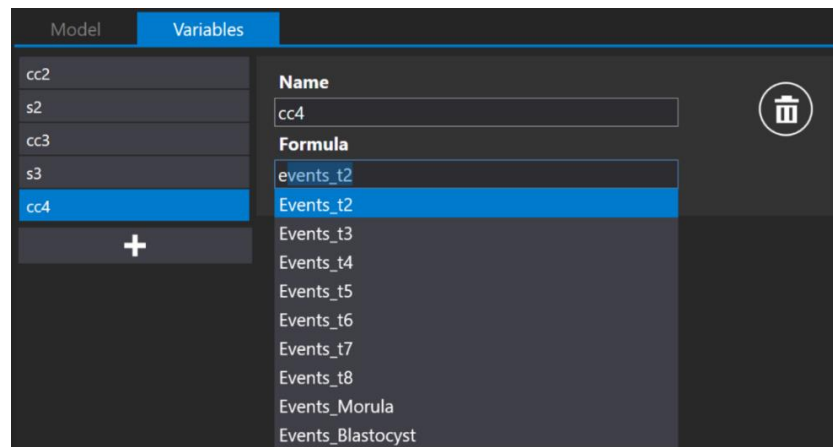 Model Variables
cc2
s2
cc3
s3
cc4
+
Name
cc4
Formula
events_t2
Events_t2
Events_t3
Events_t4
Events_t5
Events_t6
Events_t7
Events_t8
Events_Morula
Events_Blastocyst